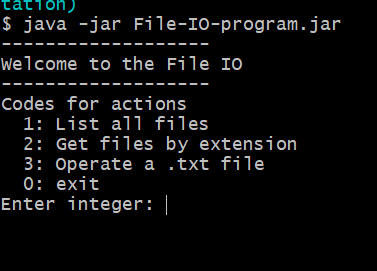 tation)
$ java -jar File-IO-program.jar
-------------------
Welcome to the File IO
-------------------
Codes for actions
  1: List all files
  2: Get files by extension
  3: Operate a .txt file
  0: exit
Enter integer: